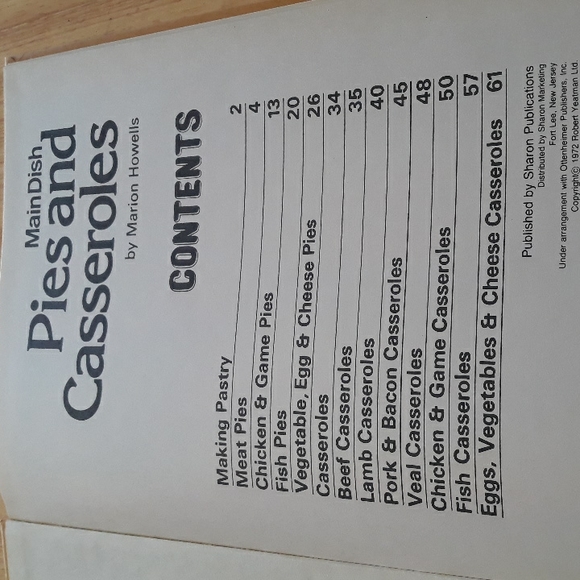 Main Dish
Pies and
Casseroles
by Marion Howells
CONTENTS
Making Pastry 2
Meat Pies 4
Chicken & Game Pies 13
Fish Pies 20
Vegetable, Egg & Cheese Pies 26
Casseroles 34
Beef Casseroles 35
Lamb Casseroles 40
Pork & Bacon Casseroles 45
Veal Casseroles 48
Chicken & Game Casseroles 50
Fish Casseroles 57
Eggs, Vegetables & Cheese Casseroles 61
Published by Sharon Publications
Distributed by Sharon Marketing
Fort Lee, New Jersey
Under arrangement with Ottenheimer Publishers, Inc.
Copyright© 1972 Robert Yeatman Ltd.